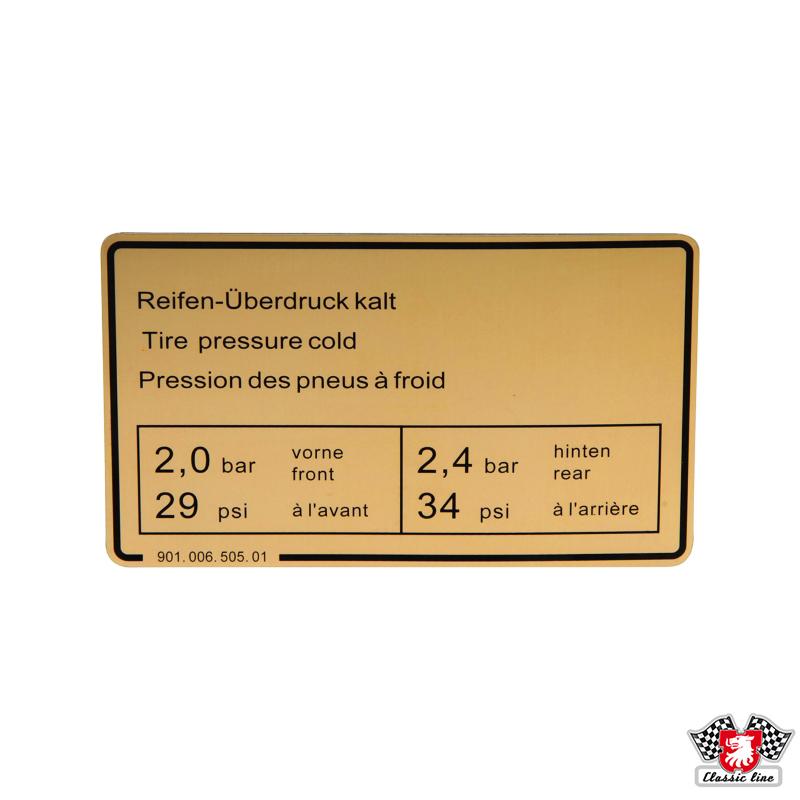 Reifen-Überdruck kalt
Tire pressure cold
Pression des pneus à froid
2,0 bar vorne
front
29 psi à l'avant
2,4 bar hinten
rear
34 psi à l'arrière
901.006.505.01
Classic line